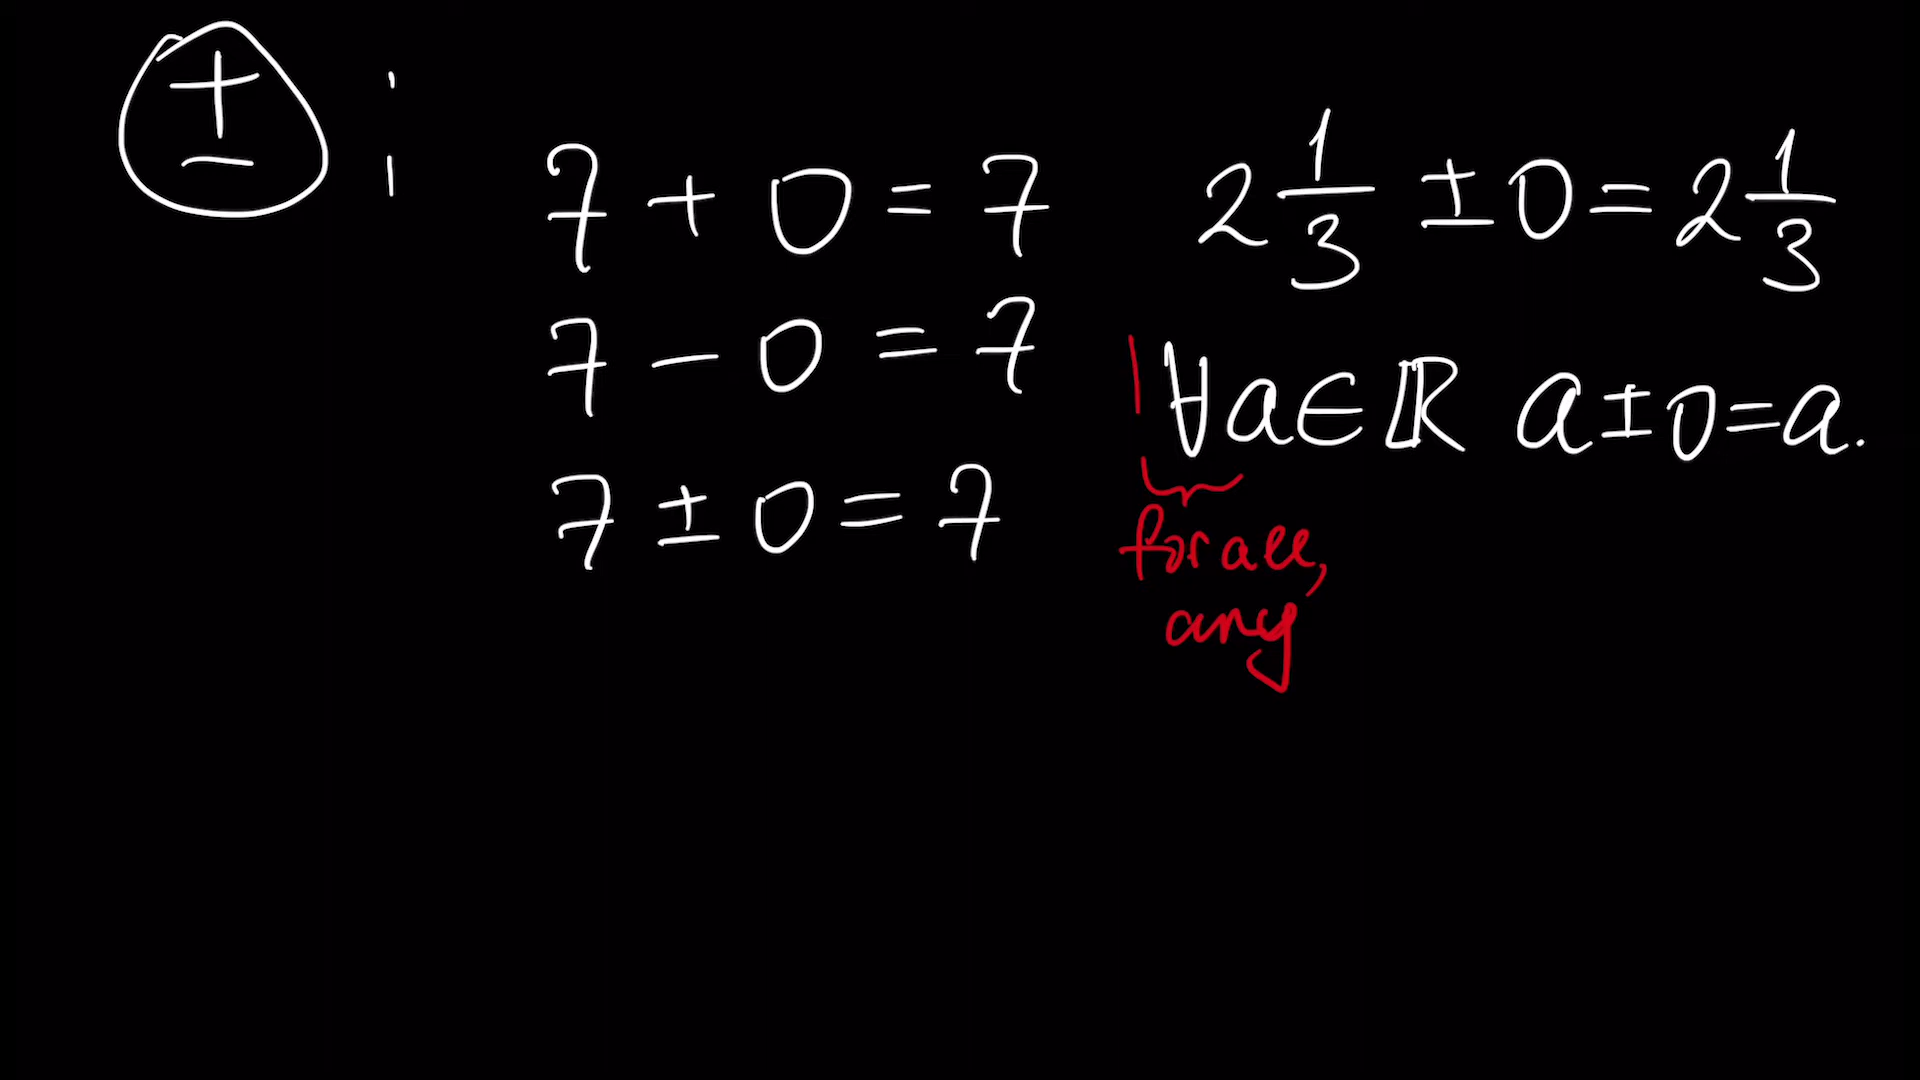 ± :
7 + 0 = 7
7 - 0 = 7
7 ± 0 = 7
2 1/3 ± 0 = 2 1/3
∀a∈ℝ a ± 0 = a.
for all,
any